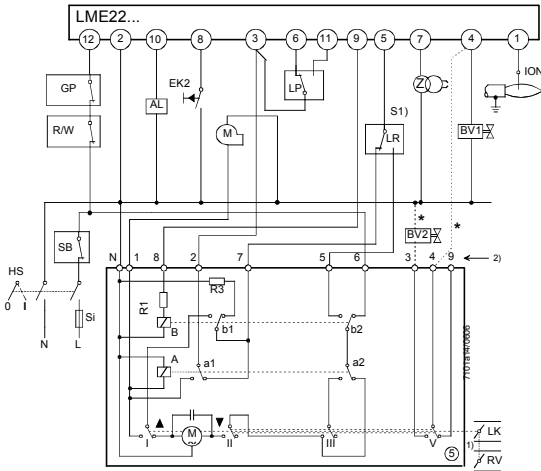 LME22...
12 2 10 8 3 6 11 9 5 7 4 1
ION
GP
EK2
LP
Z
AL
S1)
BV1
R/W
M
LR
*
*
BV2
SB
N 1 8 2 7 5 6 3 4 9
2)
HS
R3
0 I
R1
Si
b1
B
b2
N L
A
a1
a2
7101a14/0606
M
LK
I
II
III
V
1)
5
RV